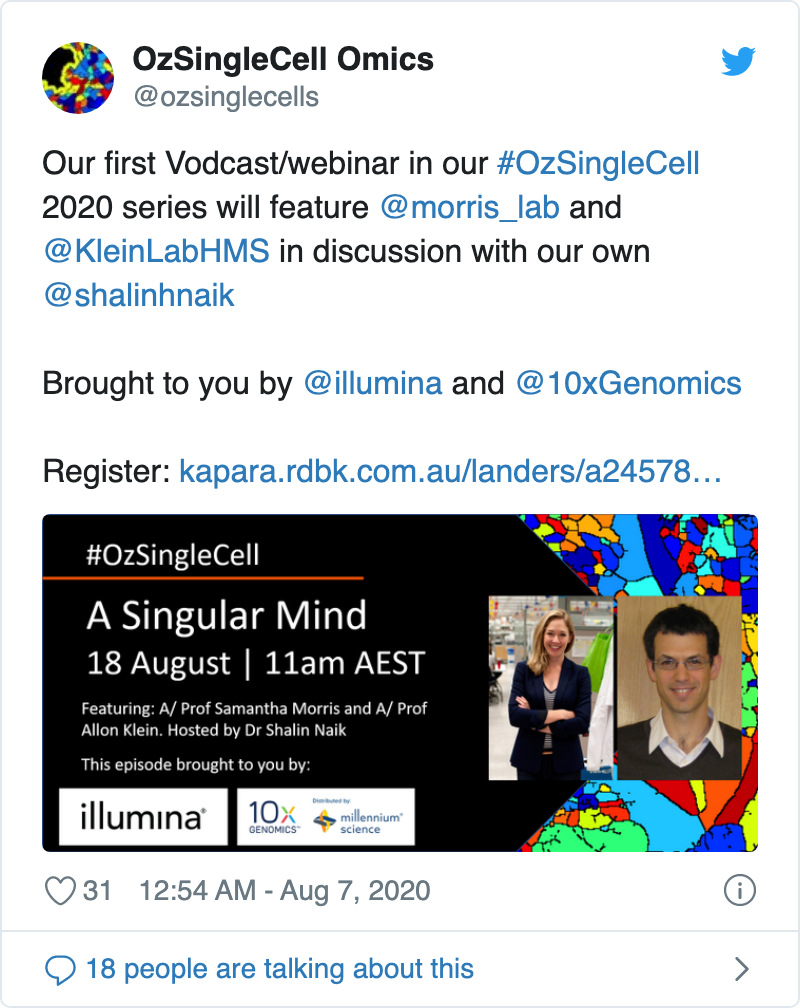 OzSingleCell Omics
@ozsinglecells
Our first Vodcast/webinar in our #OzSingleCell
2020 series will feature @morris_lab and
@KleinLabHMS in discussion with our own
@shalinhnaik
Brought to you by @illumina and @10xGenomics
Register: kapara.rdbk.com.au/landers/a24578…
#OzSingleCell
A Singular Mind
18 August | 11am AEST
Featuring: A/ Prof Samantha Morris and A/ Prof
Allon Klein. Hosted by Dr Shalin Naik
This episode brought to you by:
illumına®
10x
GENOMICS™
Distributed by:
millennium®
science
31 12:54 AM - Aug 7, 2020
18 people are talking about this